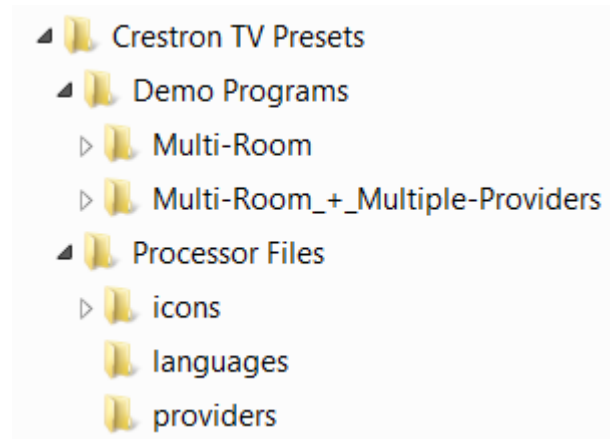 Crestron TV Presets
Demo Programs
Multi-Room
Multi-Room_+_Multiple-Providers
Processor Files
icons
languages
providers